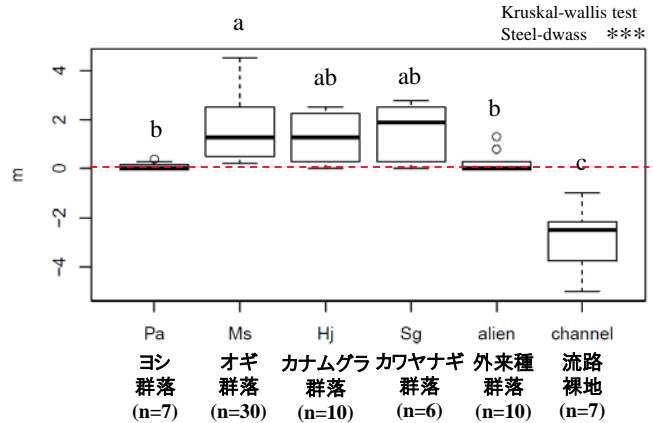 Kruskal-wallis test
Steel-dwass ***
a
ab ab
b b
c
m
4
2
0
−2
−4
Pa Ms Hj Sg alien channel
ヨシ オギ カナムグラ カワヤナギ 外来種 流路
群落 群落 群落 群落 群落 裸地
(n=7) (n=30) (n=10) (n=6) (n=10) (n=7)